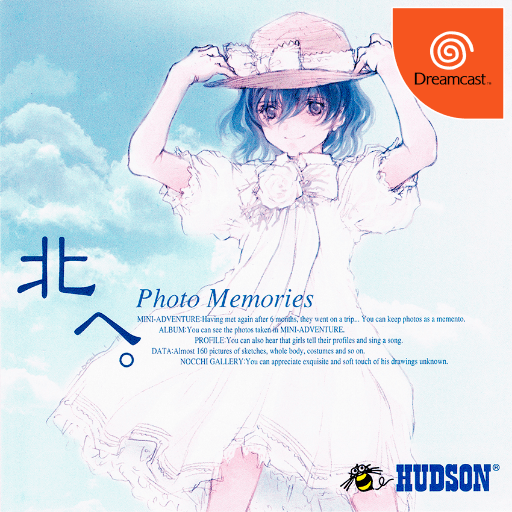 Dreamcast™
北へ。
Photo Memories
MINI-ADVENTURE:Having met again after 6 months, they went on a trip... You can keep photos as a memento.
ALBUM:You can see the photos taken in MINI-ADVENTURE.
PROFILE:You can also hear that girls tell their profiles and sing a song.
DATA:Almost 160 pictures of sketches, whole body, costumes and so on.
NOCCHI GALLERY:You can appreciate exquisite and soft touch of his drawings unknown.
HUDSON®